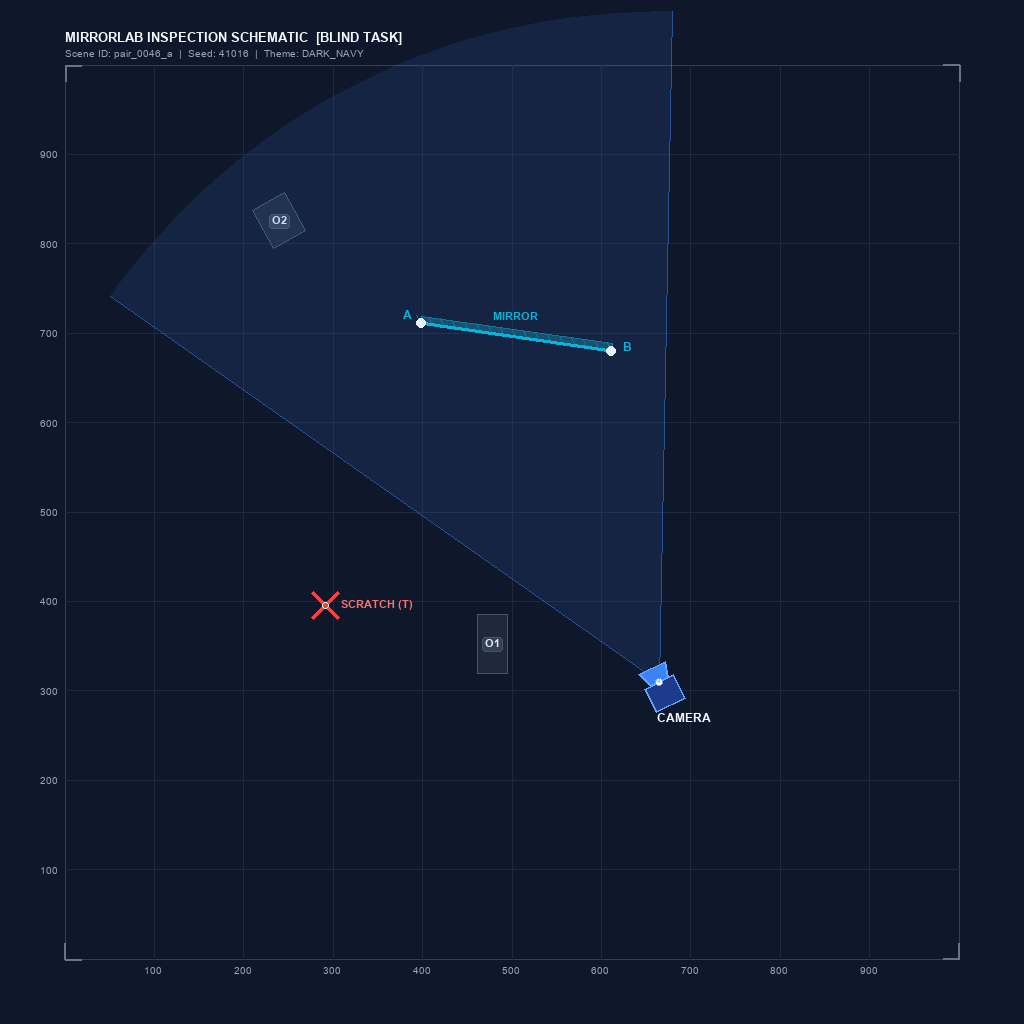 MIRRORLAB INSPECTION SCHEMATIC [BLIND TASK]
Scene ID: pair_0046_a | Seed: 41016 | Theme: DARK_NAVY
900
O2
800
A
MIRROR
B
700
600
500
400
SCRATCH (T)
O1
300
CAMERA
200
100
100 200 300 400 500 600 700 800 900